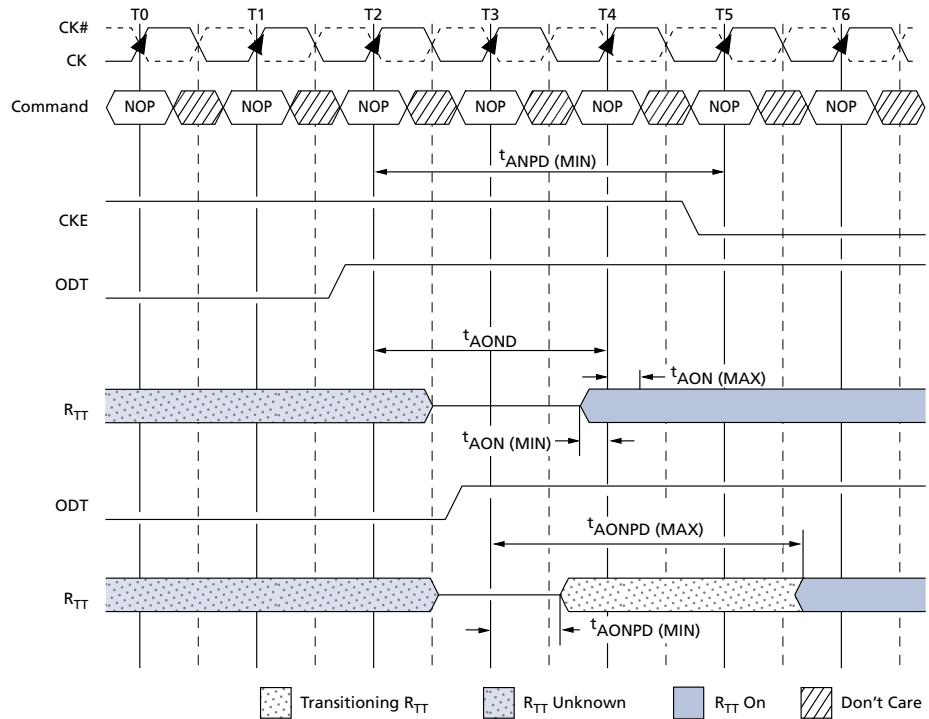 T0 T1 T2 T3 T4 T5 T6
CK#
CK
Command NOP NOP NOP NOP NOP NOP NOP
tANPD (MIN)
CKE
ODT
tAOND
tAON (MAX)
RTT
tAON (MIN)
ODT
tAONPD (MAX)
RTT
tAONPD (MIN)
Transitioning RTT RTT Unknown RTT On Don't Care